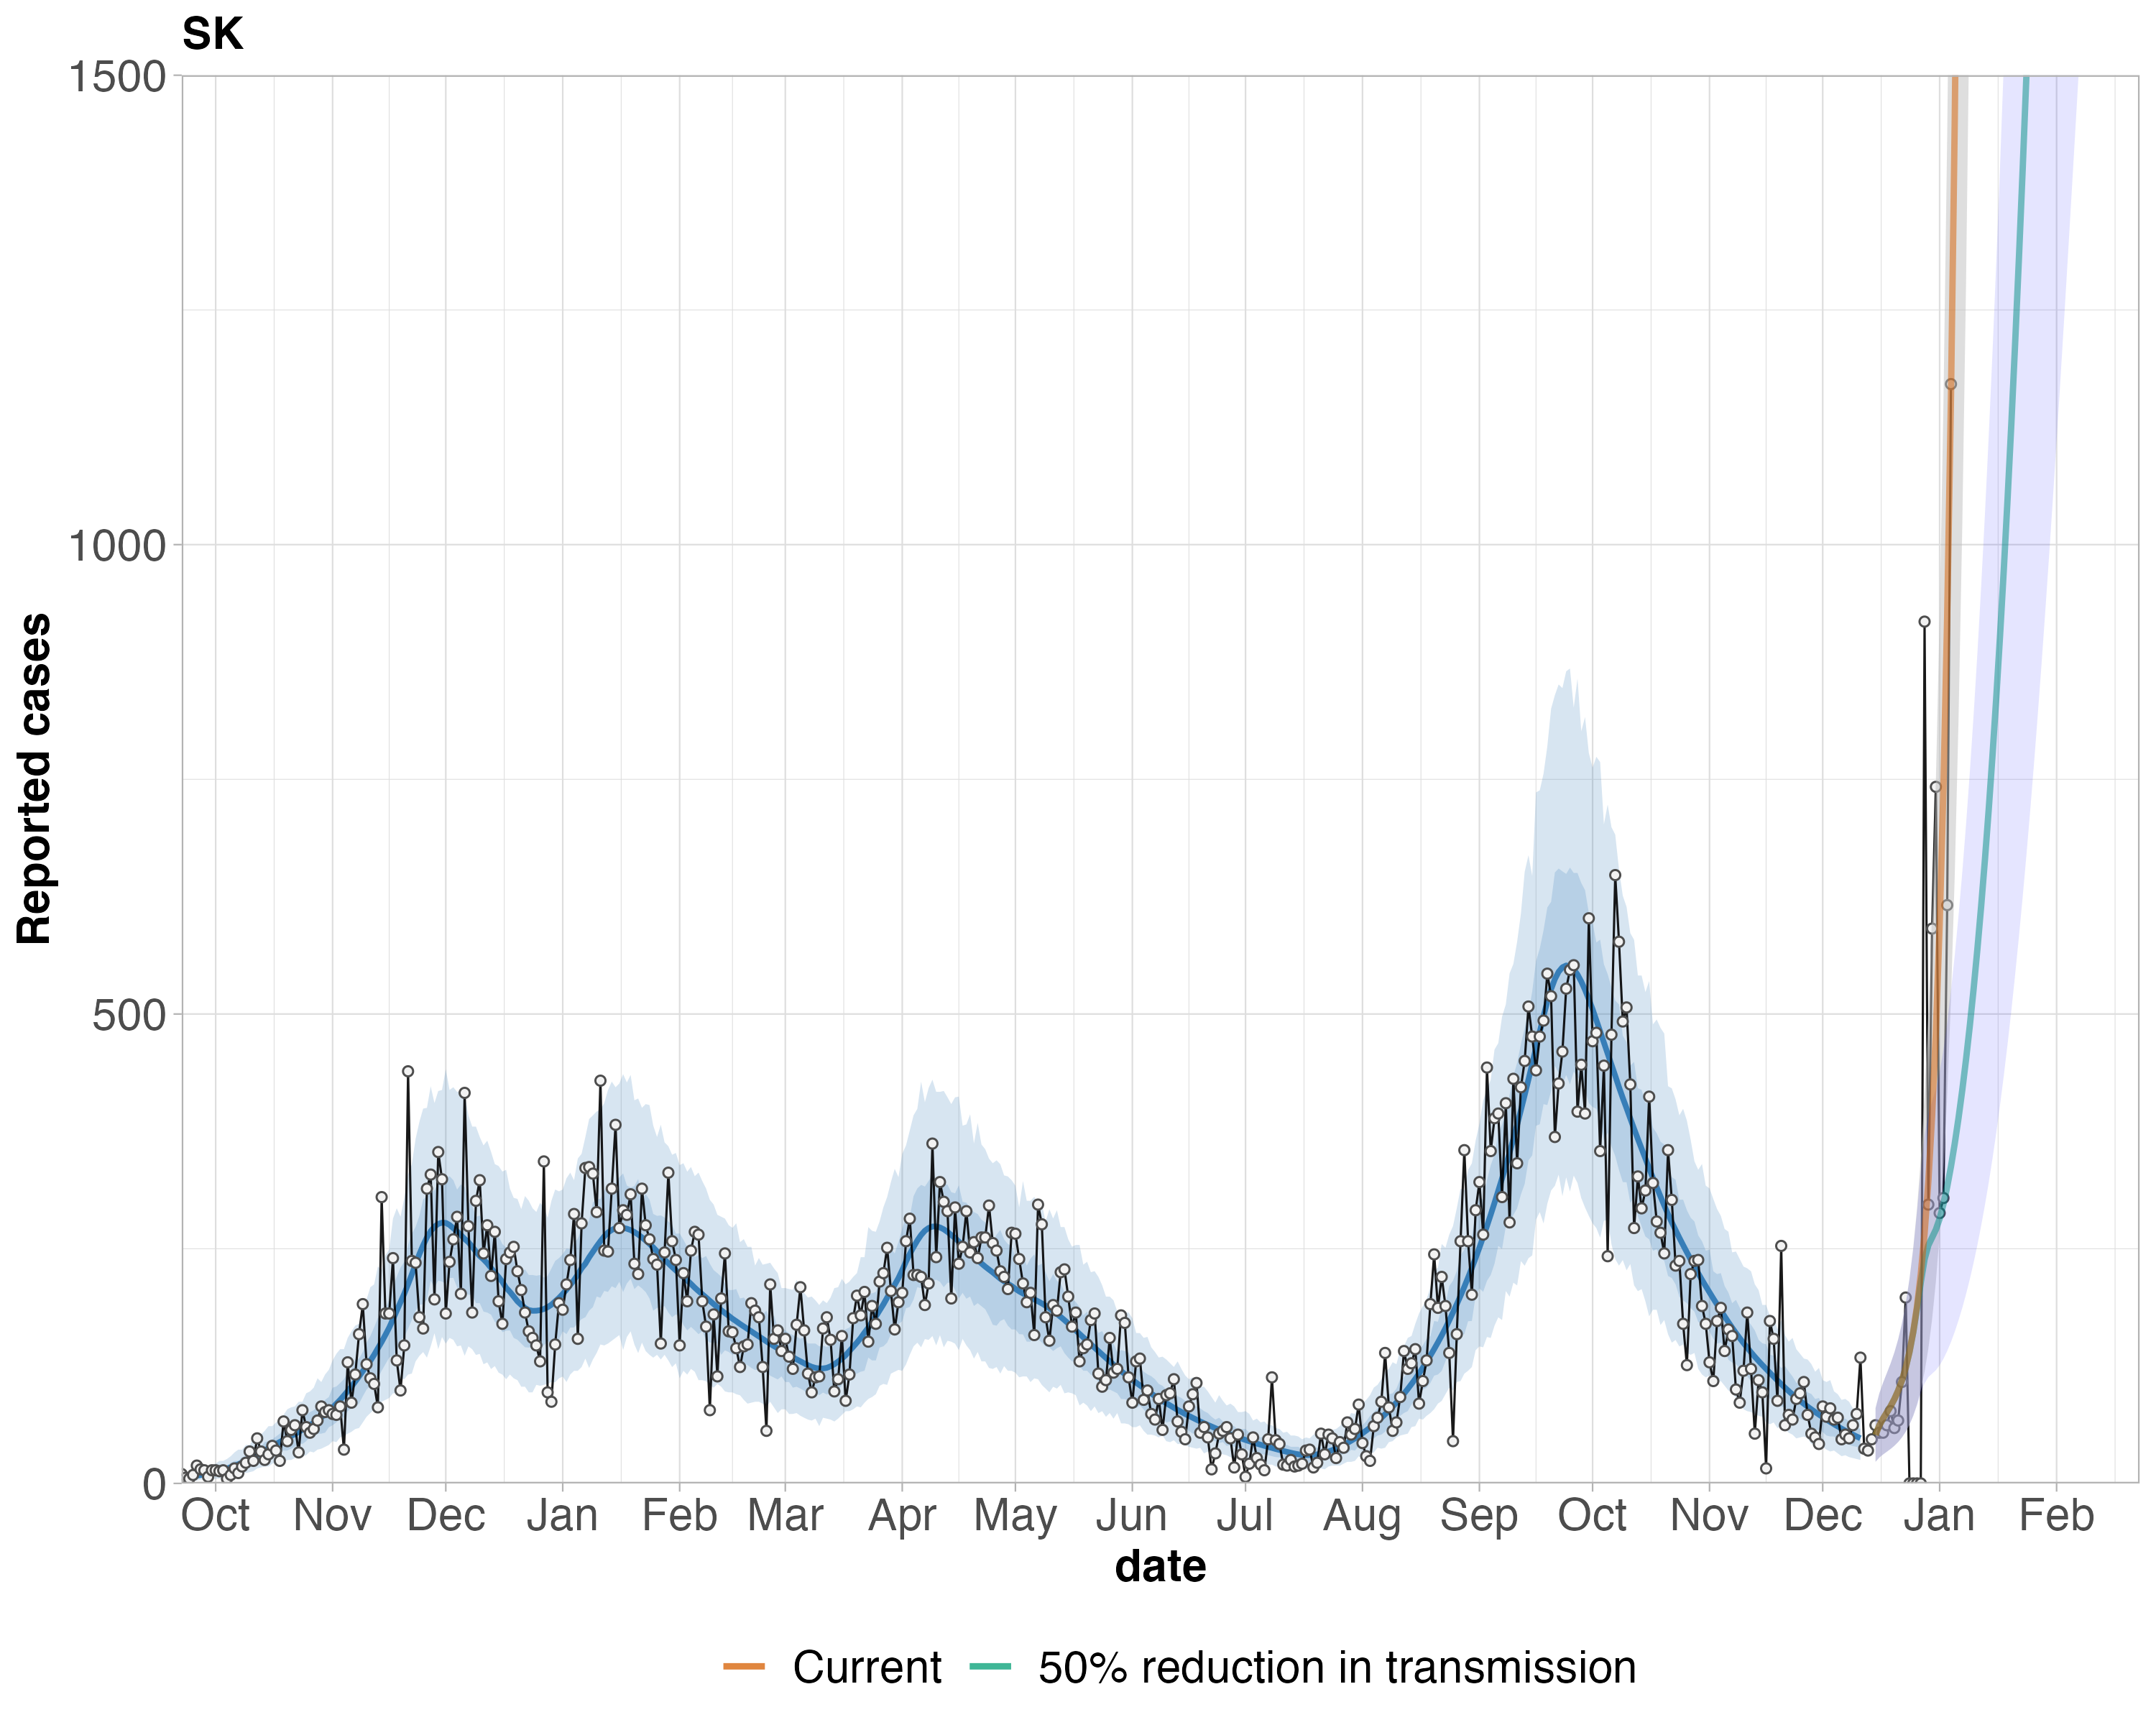 SK
1500
1000
500
0
Reported cases
Oct Nov Dec Jan Feb Mar Apr May Jun Jul Aug Sep Oct Nov Dec Jan Feb
date
Current 50% reduction in transmission